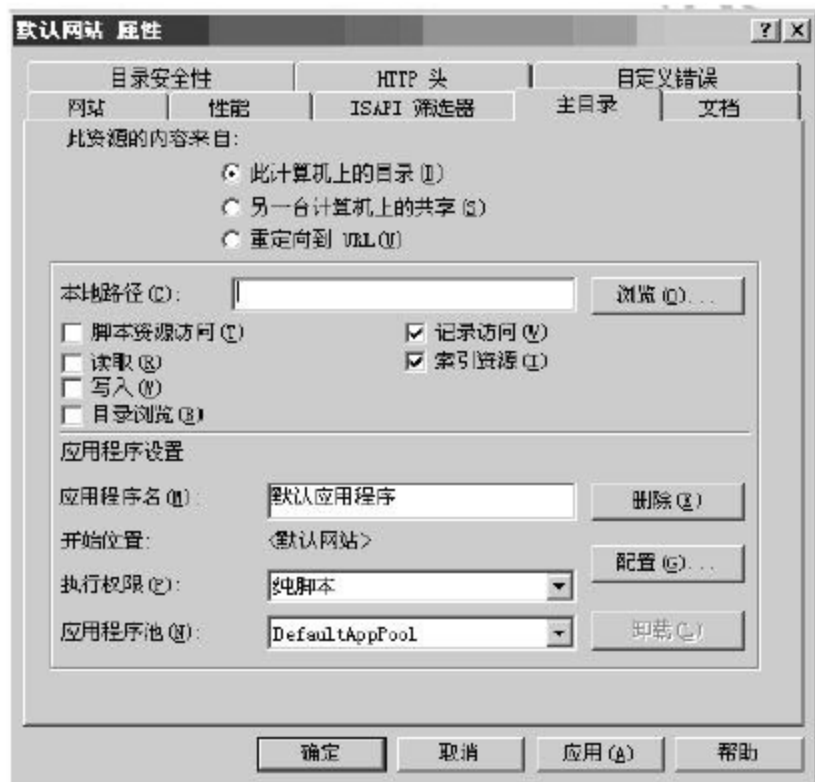 默认网站 属性
目录安全性 HTTP 头 自定义错误
网站 性能 ISAPI 筛选器 主目录 文档
此资源的内容来自:
此计算机上的目录(D)
另一台计算机上的共享(S)
重定向到 URL(U)
本地路径(C): 浏览(O)...
脚本资源访问(T) 记录访问(V)
读取(R) 索引资源(I)
写入(W)
目录浏览(B)
应用程序设置
应用程序名(M): 默认应用程序 删除(E)
开始位置: <默认网站>
配置(G)...
执行权限(P): 纯脚本
应用程序池(N): DefaultAppPool 卸载(L)
确定 取消 应用(A) 帮助